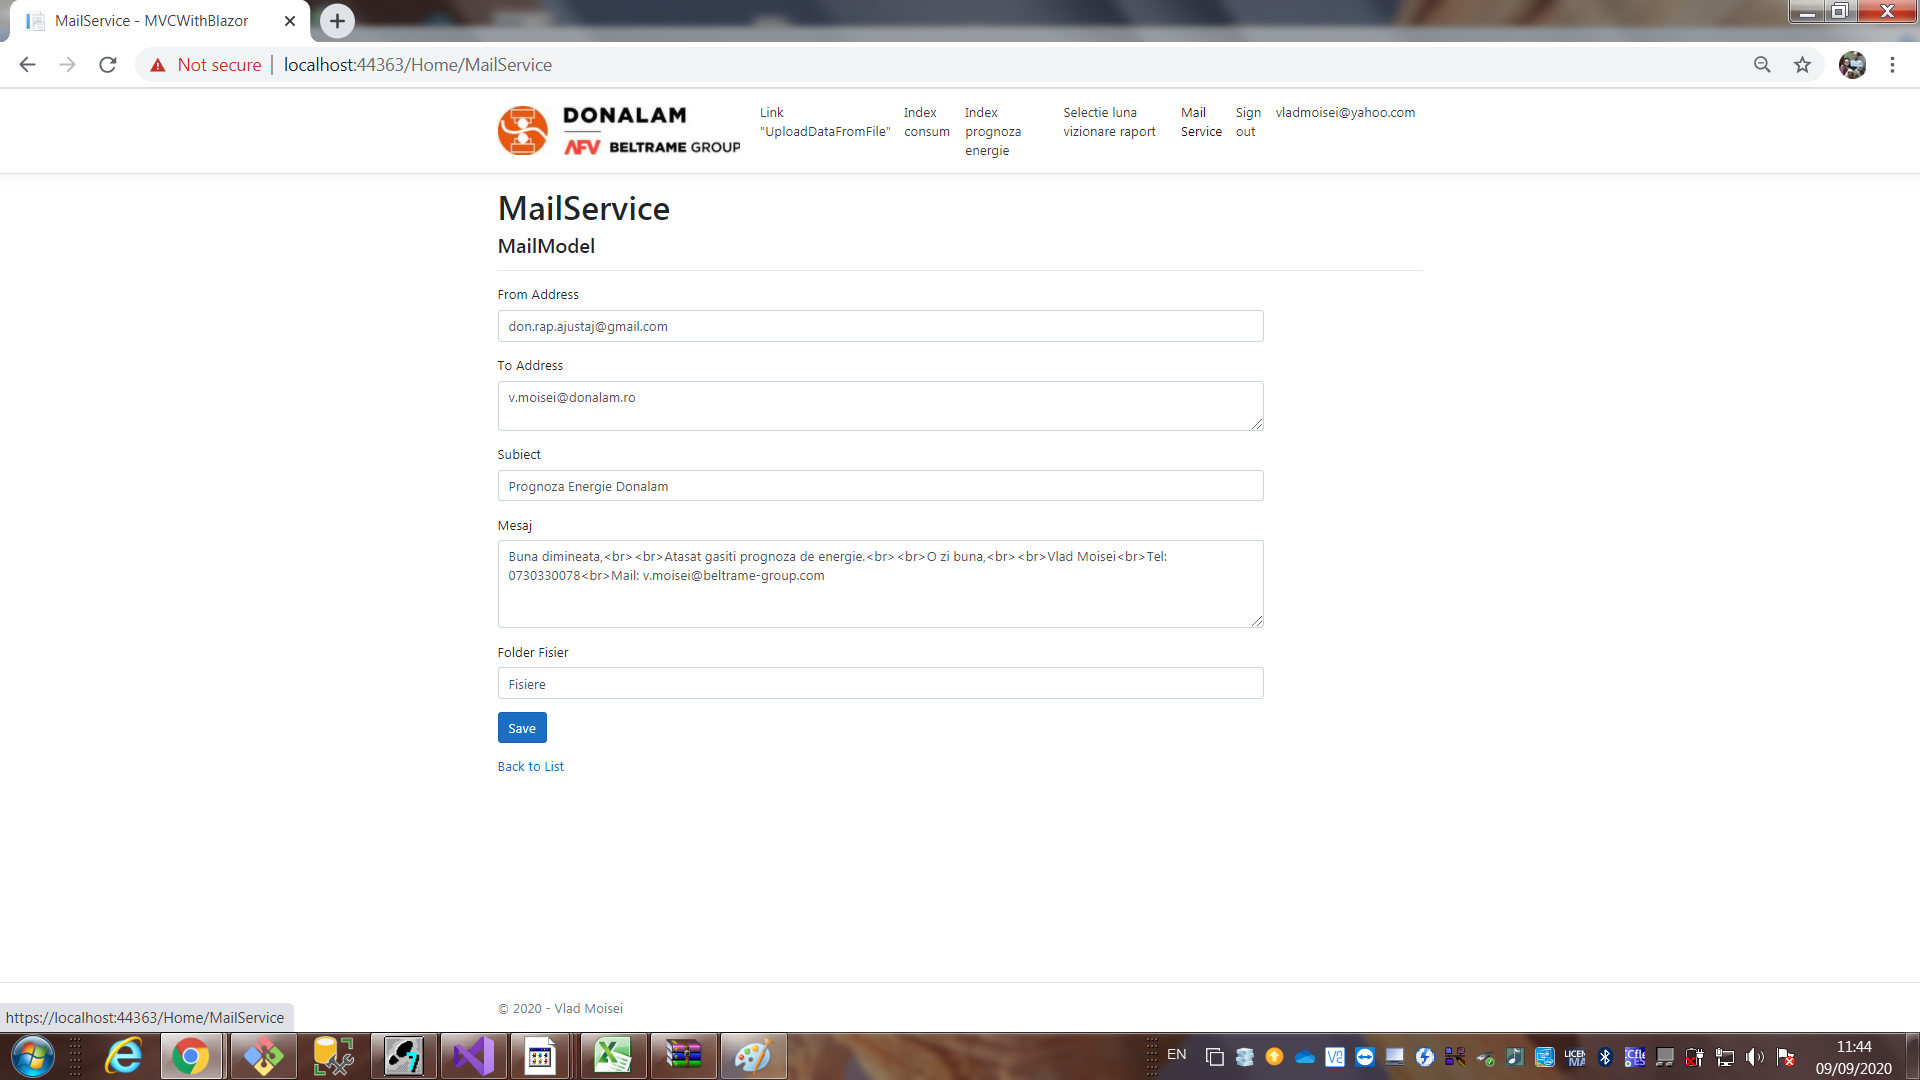 MailService - MVCWithBlazor
Not secure
localhost:44363/Home/MailService
DONALAM
AFV BELTRAME GROUP
Link "UploadDataFromFile"
Index consum
Index prognoza energie
Selectie luna vizionare raport
Mail Service
Sign out
vladmoisei@yahoo.com
MailService
MailModel
From Address
don.rap.ajustaj@gmail.com
To Address
v.moisei@donalam.ro
Subiect
Prognoza Energie Donalam
Mesaj
Buna dimineata,<br><br>Atasat gasiti prognoza de energie.<br><br>O zi buna,<br><br>Vlad Moisei<br>Tel:
0730330078<br>Mail: v.moisei@beltrame-group.com
Folder Fisier
Fisiere
Save
Back to List
© 2020 - Vlad Moisei
https://localhost:44363/Home/MailService
EN
11:44
09/09/2020